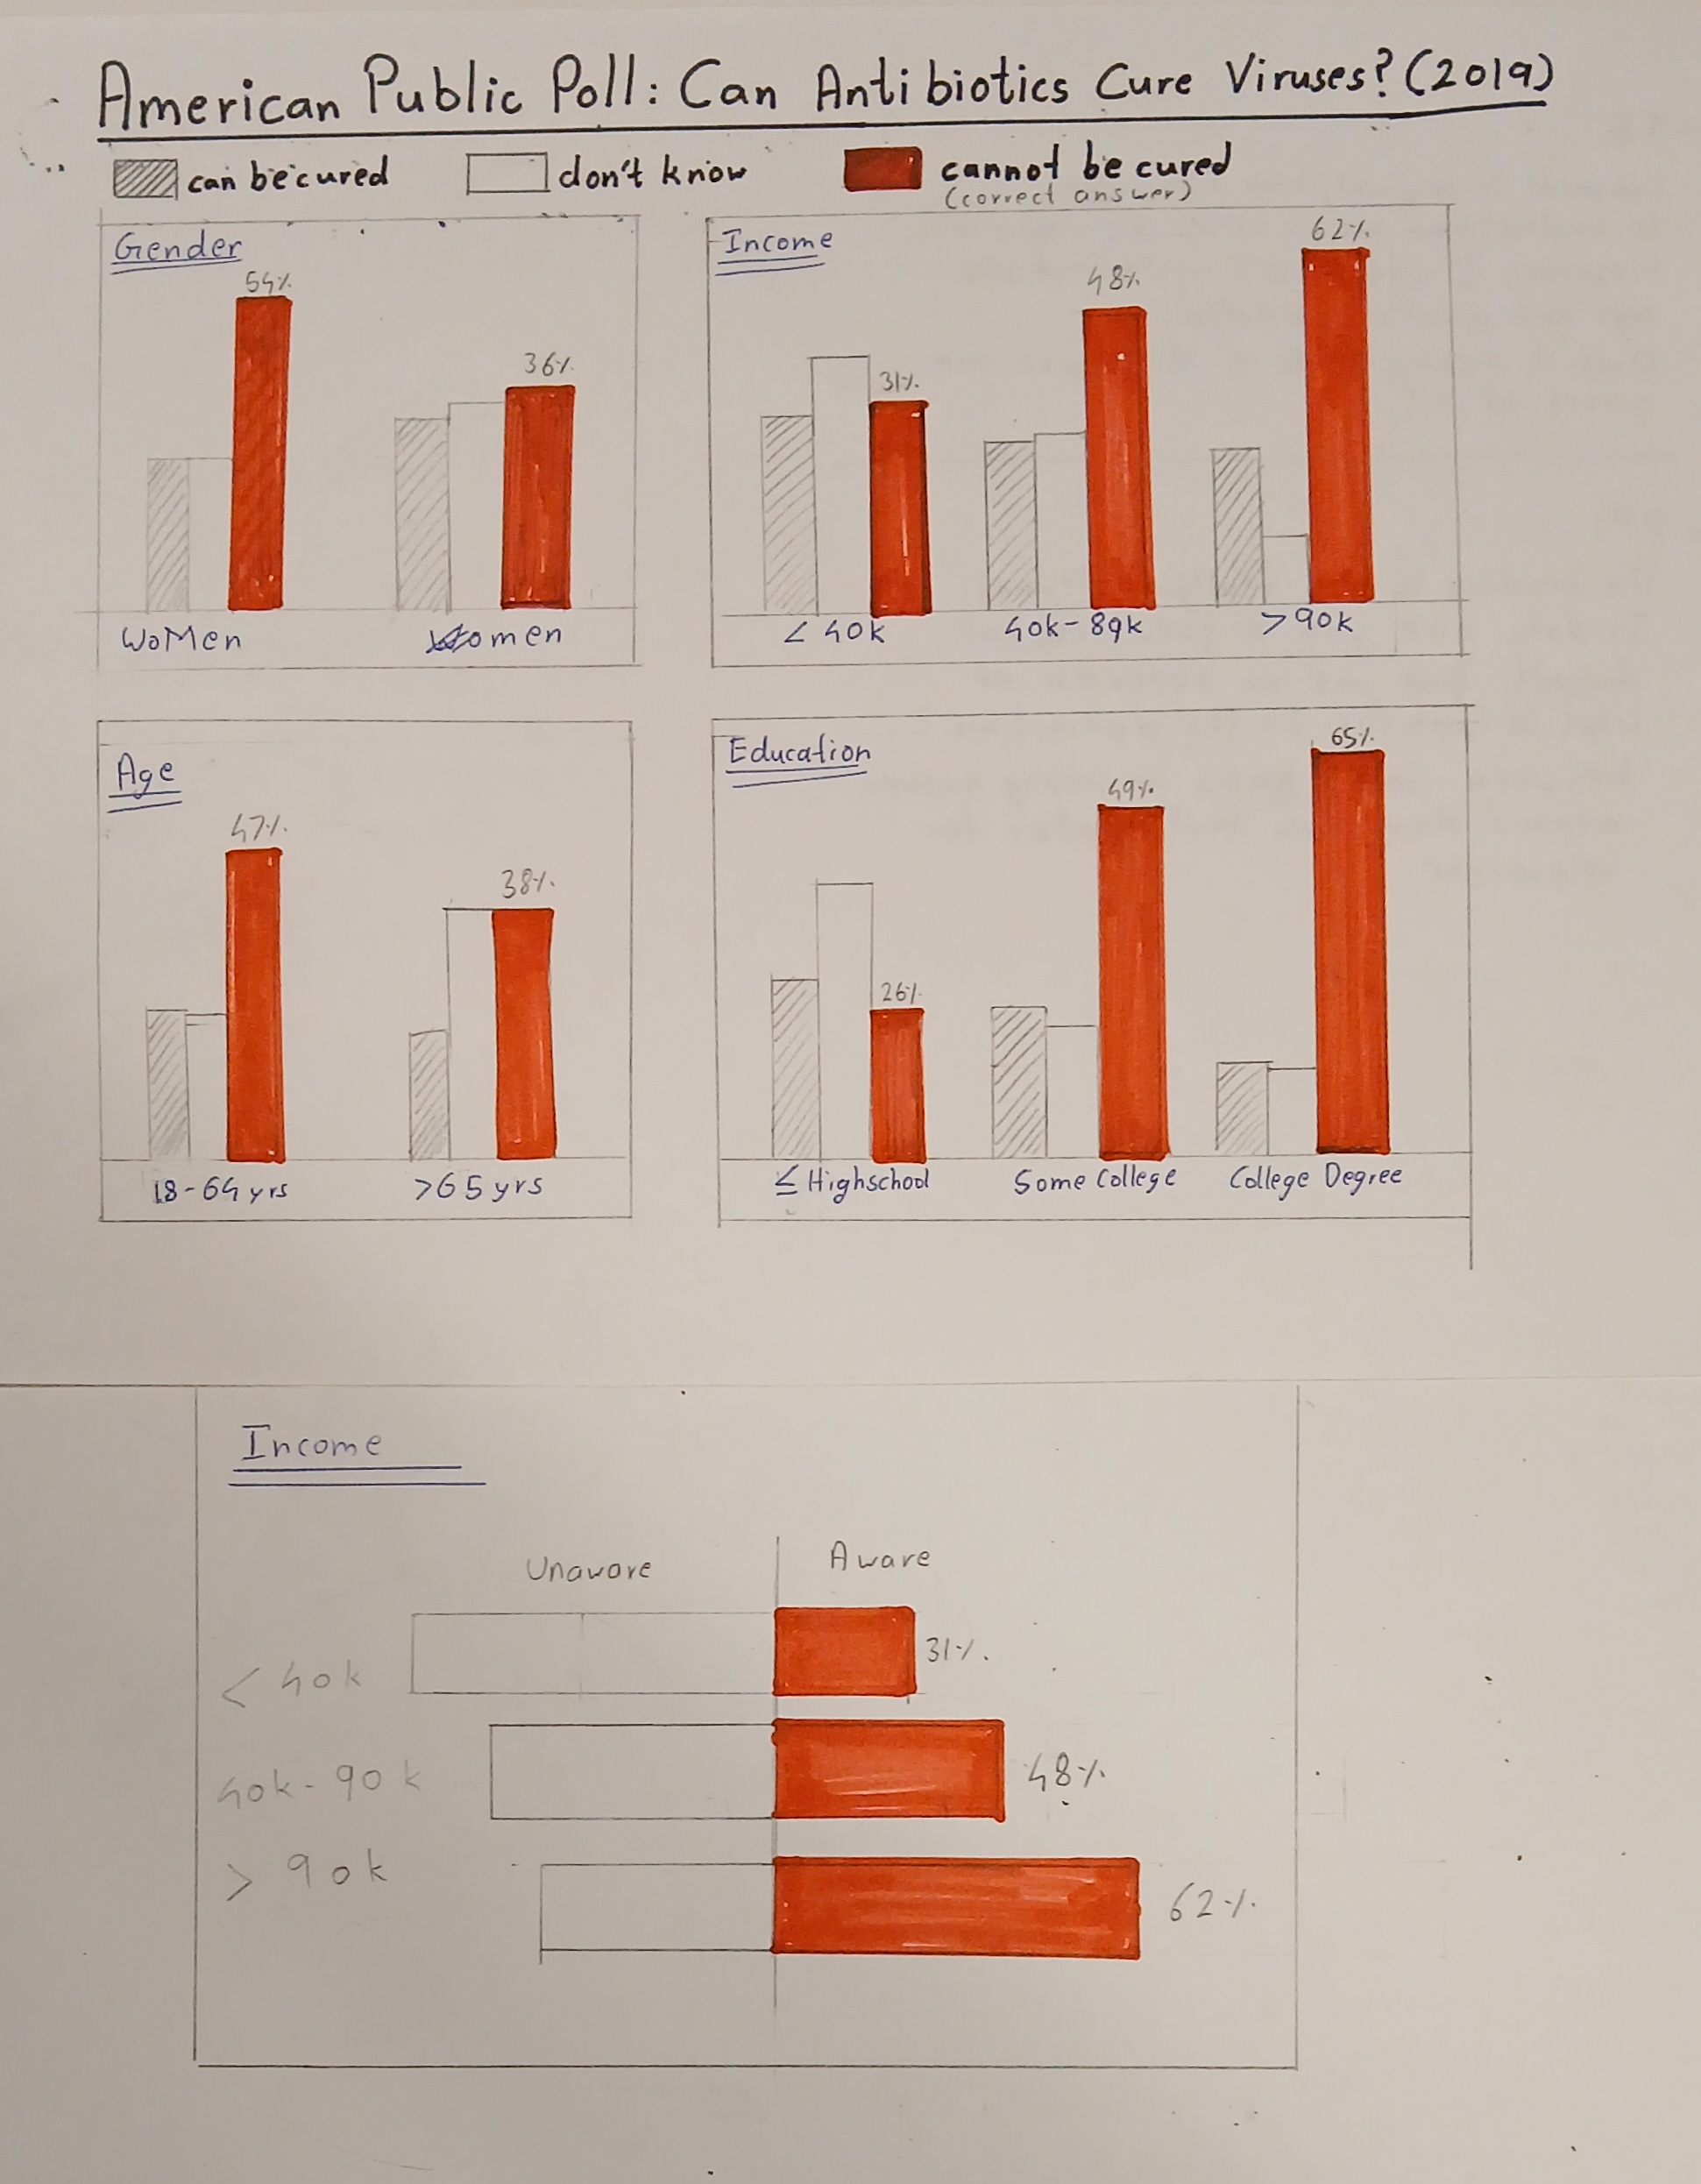 American Public Poll: Can Antibiotics Cure Viruses? (2019)
can be cured don't know cannot be cured
(correct answer)
Gender
54%
36%
WoMen women
Income
31%
48%
62%
< 40k 40k-89k >90k
Age
47%
38%
18-64 yrs >65 yrs
Education
26%
49%
65%
≤ Highschool Some College College Degree
Income
Unaware Aware
< 40k 31%
40k-90k 48%
> 90k 62%